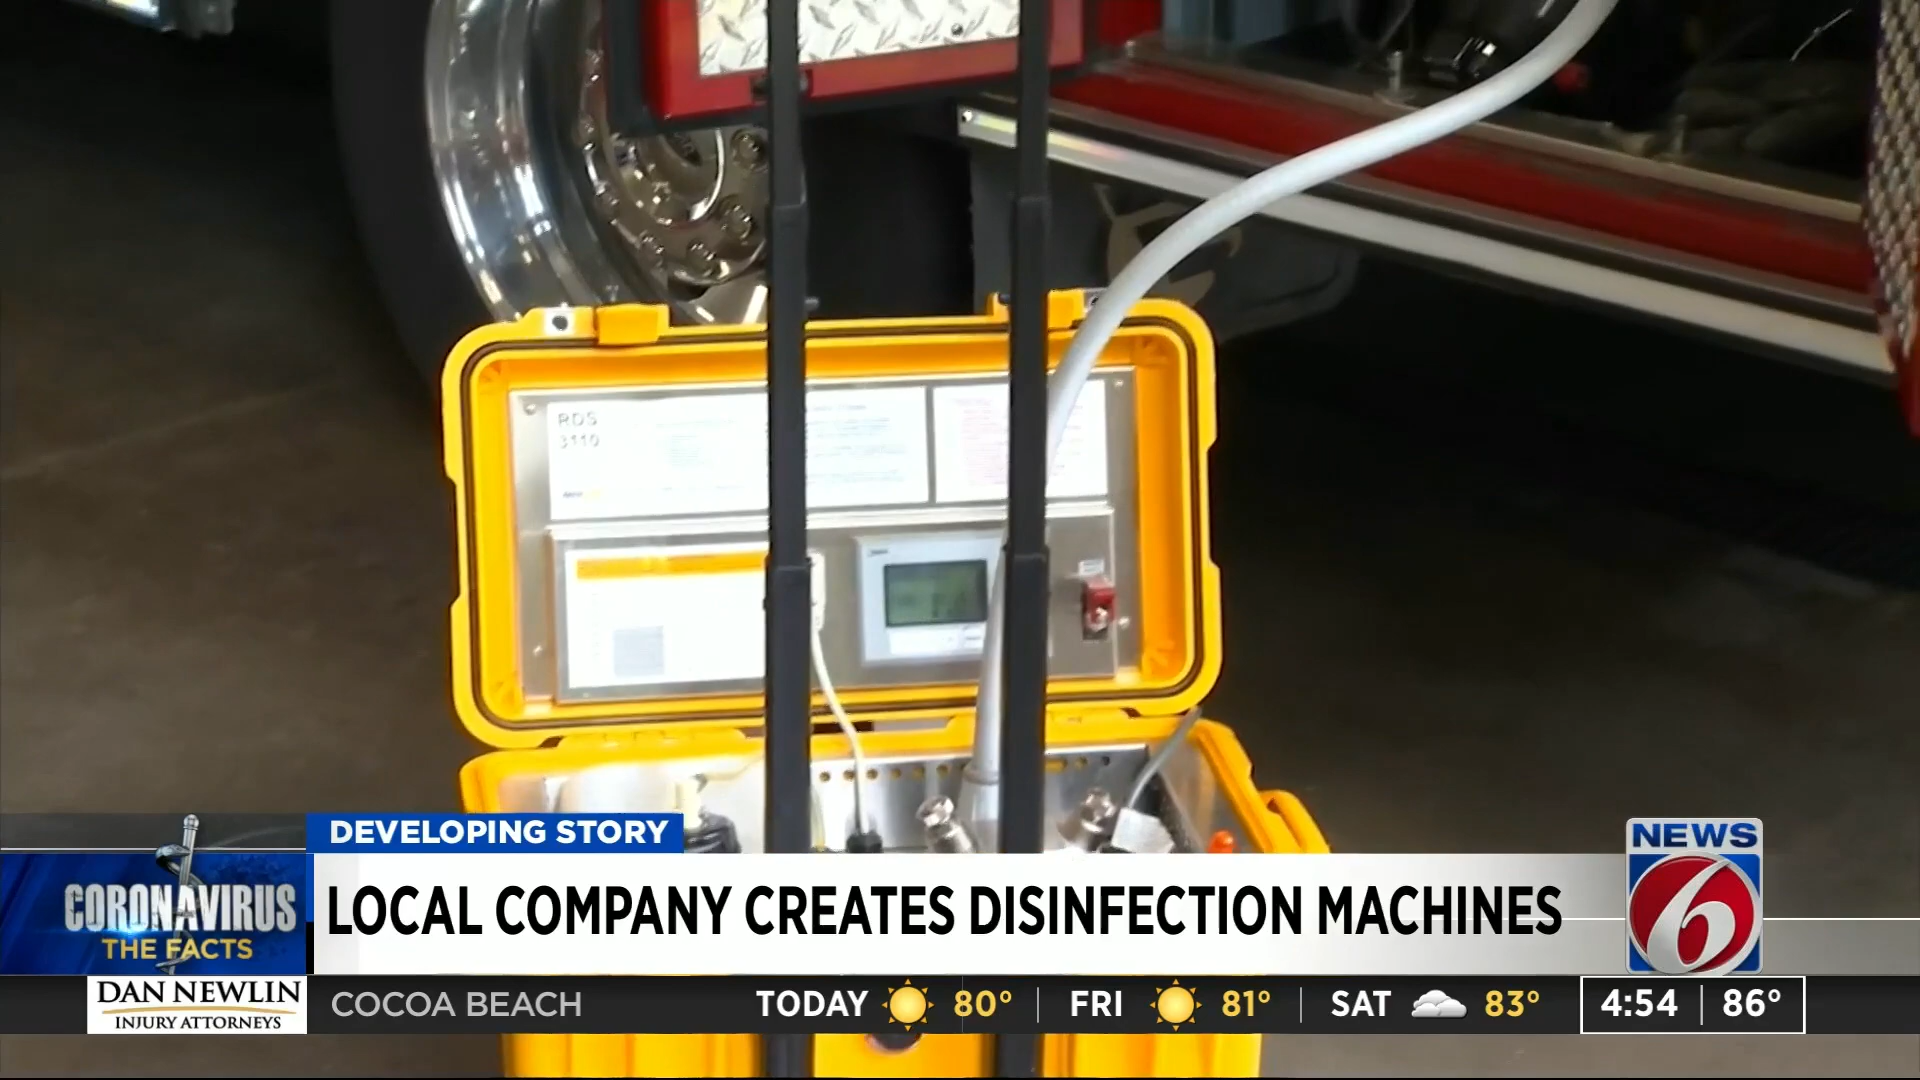 RDS
3110
DEVELOPING STORY
CORONAVIRUS
THE FACTS
LOCAL COMPANY CREATES DISINFECTION MACHINES
NEWS
6
DAN NEWLIN
INJURY ATTORNEYS
COCOA BEACH TODAY 80° FRI 81° SAT 83° 4:54 86°